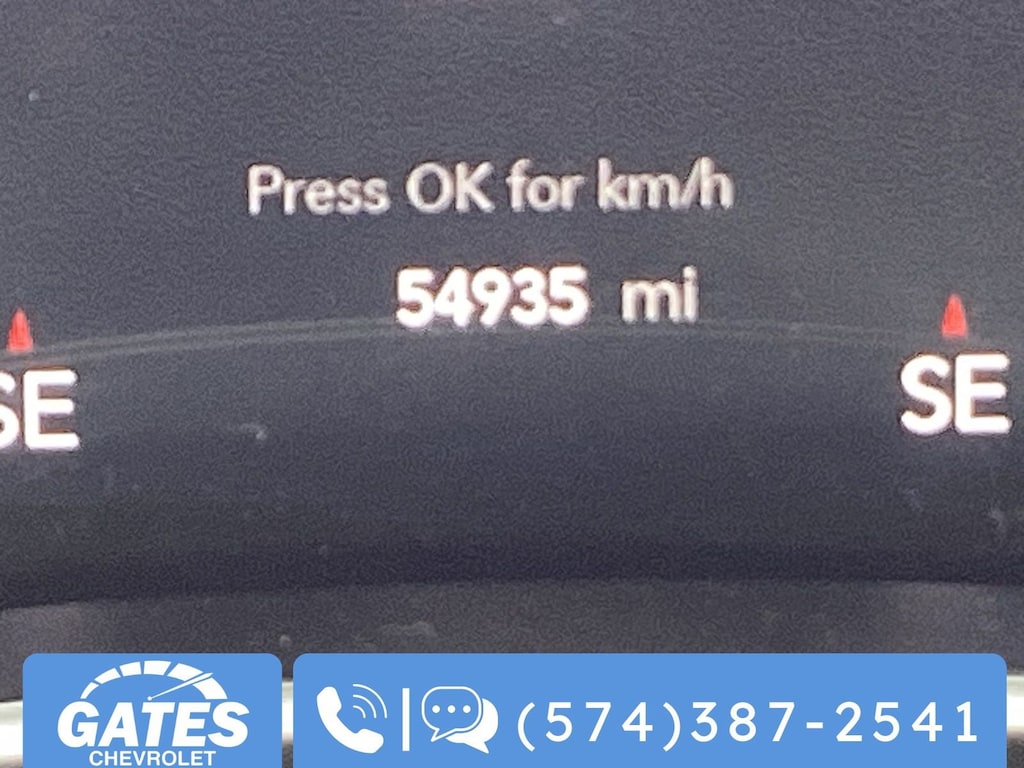 Press OK for km/h
54935 mi
SE SE
GATES
CHEVROLET
(574)387-2541